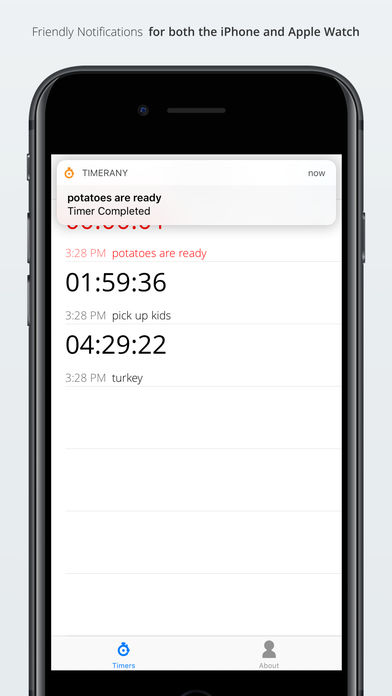 Friendly Notifications for both the iPhone and Apple Watch
TIMERANY
now
potatoes are ready
Timer Completed
3:28 PM potatoes are ready
01:59:36
3:28 PM pick up kids
04:29:22
3:28 PM turkey
Timers
About